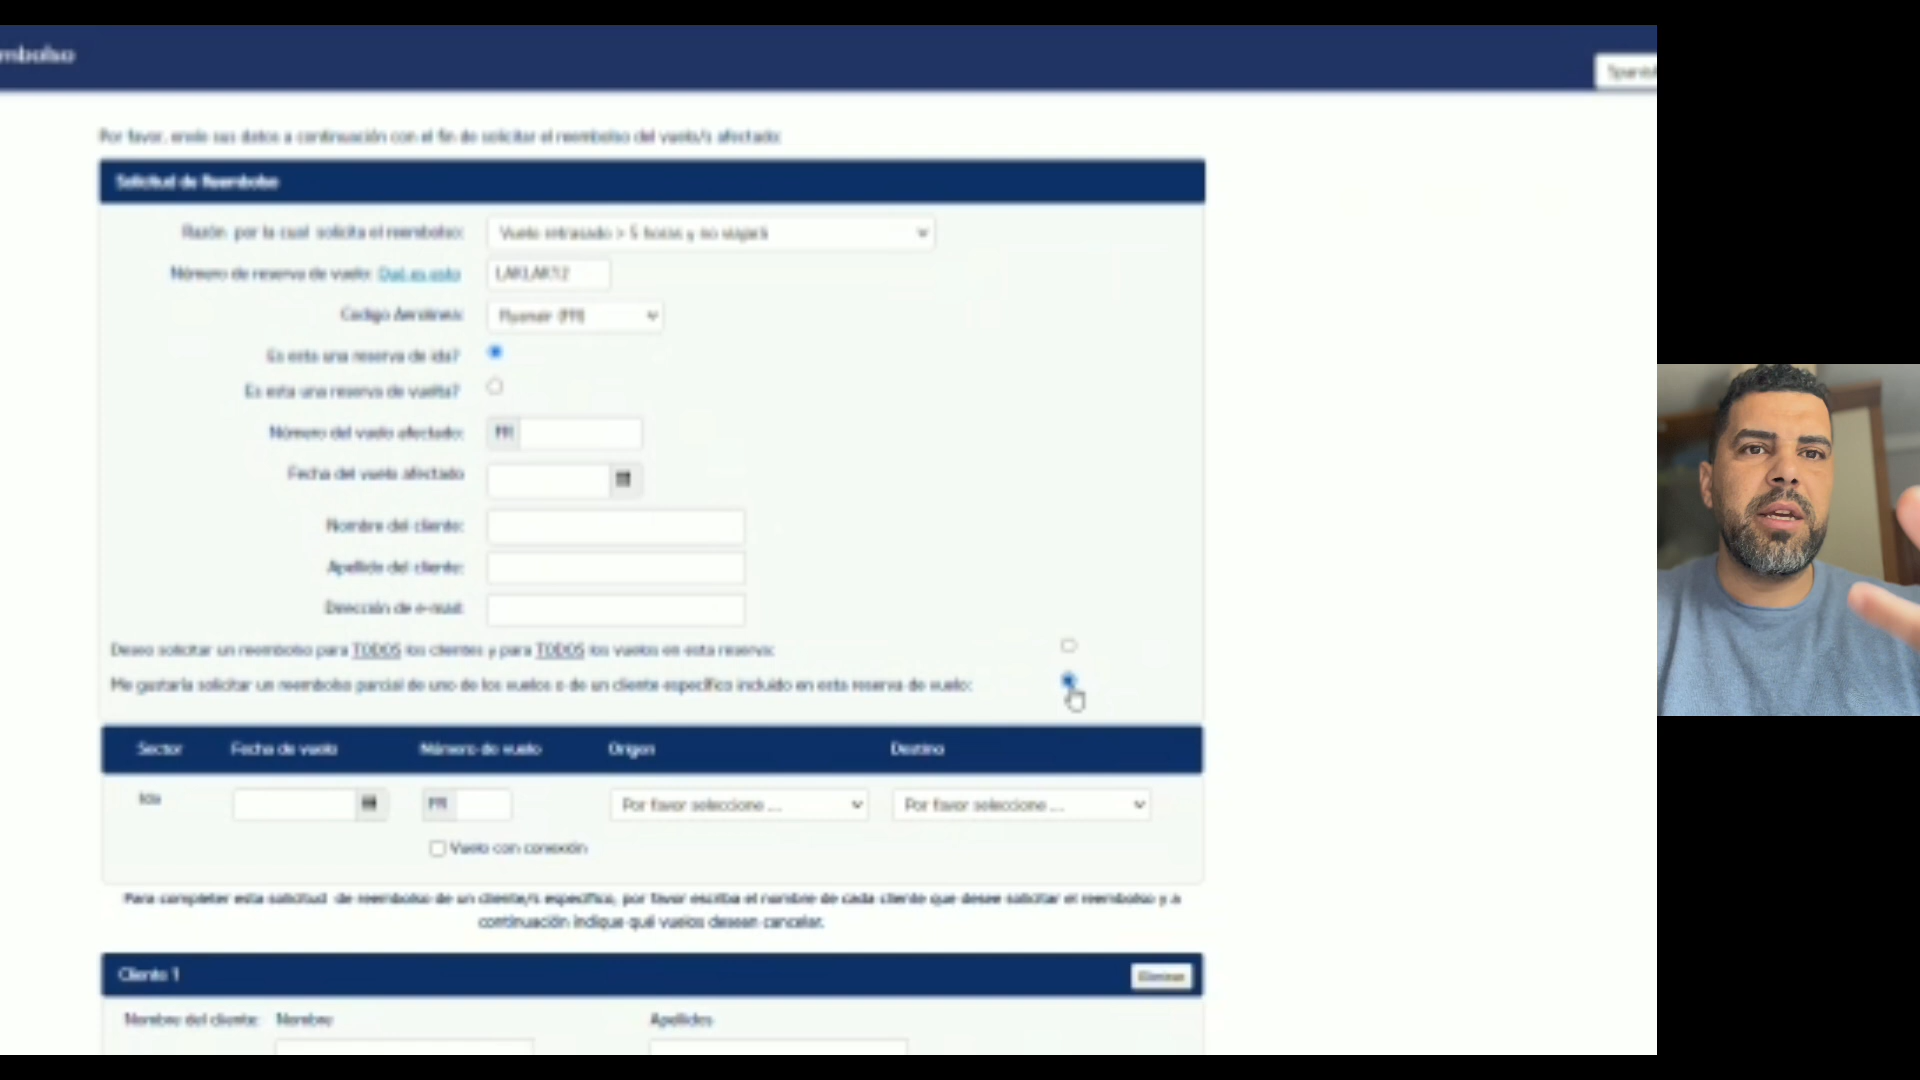 mbolso
Spanish
Por favor, envíe sus datos a continuación con el fin de solicitar el reembolso del vuelo/s afectado:
Solicitud de Reembolso
Razón por la cual solicita el reembolso: Vuelo retrasado > 5 horas y no viajará
Número de reserva de vuelo: Qué es esto
Código Aerolínea: Ryanair (FR)
Es esta una reserva de ida?
Es esta una reserva de vuelta?
Número del vuelo afectado: FR
Fecha del vuelo afectado
Nombre del cliente:
Apellido del cliente:
Dirección de e-mail:
Deseo solicitar un reembolso para TODOS los clientes y para TODOS los vuelos en esta reserva:
Me gustaría solicitar un reembolso parcial de uno de los vuelos o de un cliente específico incluido en esta reserva de vuelo:
Sector Fecha de vuelo Número de vuelo Origen Destino
Ida FR Por favor seleccione ... Por favor seleccione ...
Vuelo con conexión
Para completar esta solicitud de reembolso de un cliente/s específico, por favor escriba el nombre de cada cliente que desee solicitar el reembolso y a
continuación indique qué vuelos desean cancelar.
Cliente 1 Eliminar
Nombre del cliente: Nombre Apellidos